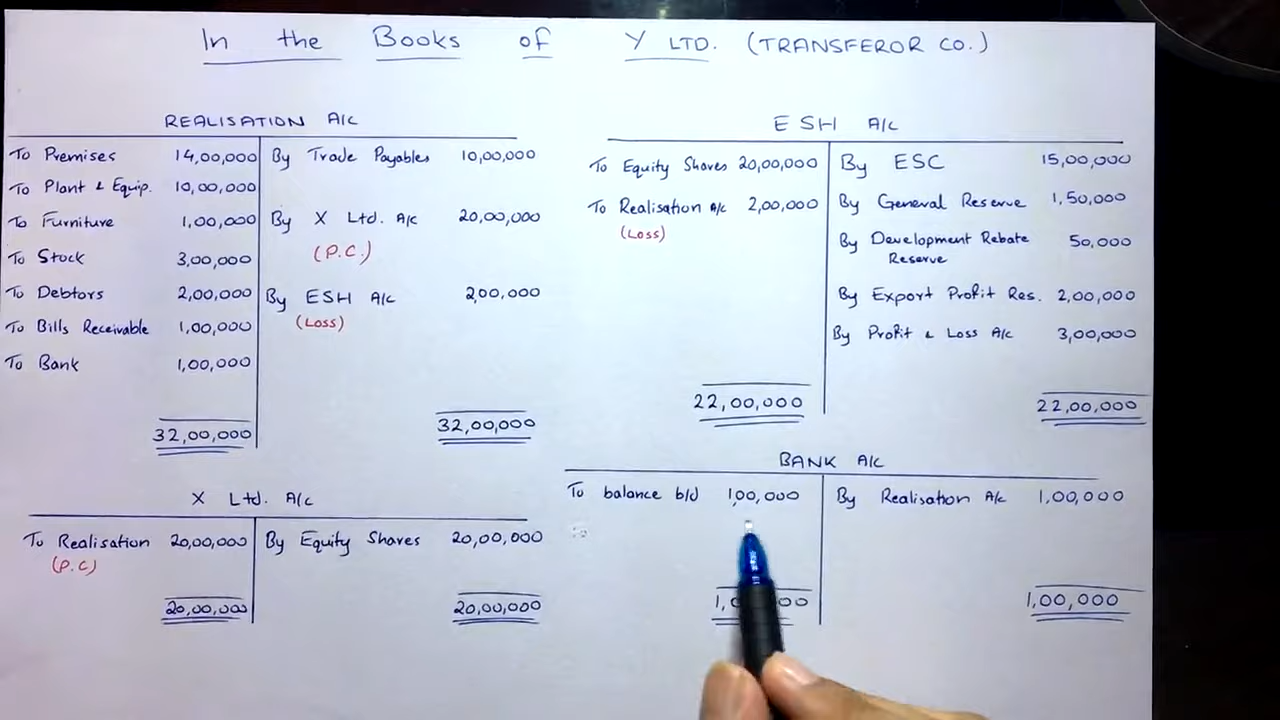 In the Books of Y LTD. (TRANSFEROR CO.)
REALISATION A/C
To Premises 14,00,000 By Trade Payables 10,00,000
To Plant & Equip. 10,00,000
To Furniture 1,00,000 By X Ltd. A/c 20,00,000
(P.C.)
To Stock 3,00,000
To Debtors 2,00,000 By ESH A/c 2,00,000
(Loss)
To Bills Receivable 1,00,000
To Bank 1,00,000
32,00,000 32,00,000
ESH A/C
To Equity Shares 20,00,000 By ESC 15,00,000
To Realisation A/c 2,00,000 By General Reserve 1,50,000
(Loss)
By Development Rebate 50,000
Reserve
By Export Profit Res. 2,00,000
By Profit & Loss A/c 3,00,000
22,00,000 22,00,000
X Ltd. A/c
To Realisation 20,00,000 By Equity Shares 20,00,000
(P.C)
20,00,000 20,00,000
BANK A/C
To balance b/d 1,00,000 By Realisation A/c 1,00,000
1,00,000